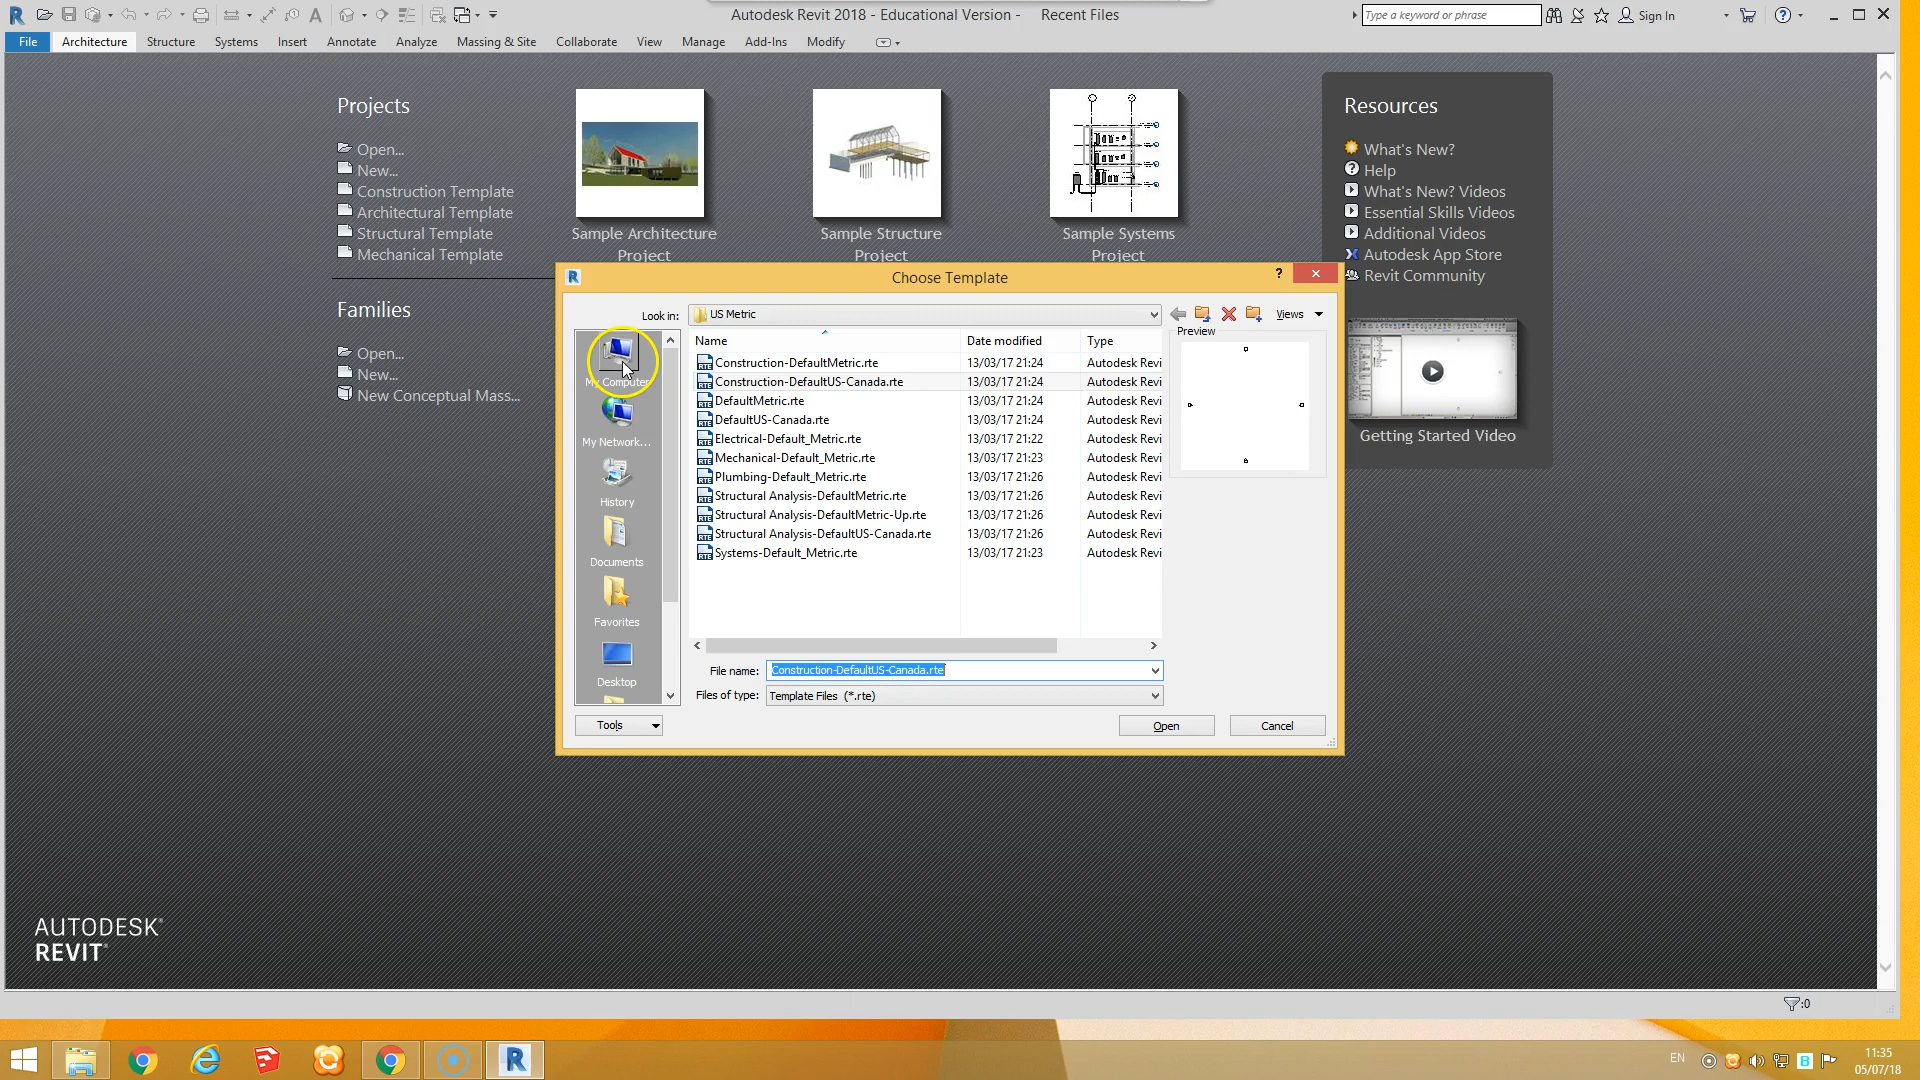 Autodesk Revit 2018 - Educational Version - Recent Files
Type a keyword or phrase
Sign In
File Architecture Structure Systems Insert Annotate Analyze Massing & Site Collaborate View Manage Add-Ins Modify
Projects
Open...
New...
Construction Template
Architectural Template
Structural Template
Mechanical Template
Families
Open...
New...
New Conceptual Mass...
Sample Architecture
Project
Sample Structure
Project
Sample Systems
Project
Resources
What's New?
Help
What's New? Videos
Essential Skills Videos
Additional Videos
Autodesk App Store
Revit Community
Getting Started Video
Choose Template
Look in: US Metric
Views
Preview
My Computer
My Network...
History
Documents
Favorites
Desktop
Name Date modified Type
Construction-DefaultMetric.rte 13/03/17 21:24 Autodesk Revi
Construction-DefaultUS-Canada.rte 13/03/17 21:24 Autodesk Revi
DefaultMetric.rte 13/03/17 21:24 Autodesk Revi
DefaultUS-Canada.rte 13/03/17 21:24 Autodesk Revi
Electrical-Default_Metric.rte 13/03/17 21:22 Autodesk Revi
Mechanical-Default_Metric.rte 13/03/17 21:23 Autodesk Revi
Plumbing-Default_Metric.rte 13/03/17 21:26 Autodesk Revi
Structural Analysis-DefaultMetric.rte 13/03/17 21:26 Autodesk Revi
Structural Analysis-DefaultMetric-Up.rte 13/03/17 21:26 Autodesk Revi
Structural Analysis-DefaultUS-Canada.rte 13/03/17 21:26 Autodesk Revi
Systems-Default_Metric.rte 13/03/17 21:23 Autodesk Revi
File name: Construction-DefaultUS-Canada.rte
Files of type: Template Files (*.rte)
Tools
Open
Cancel
AUTODESK®
REVIT®
:0
EN
11:35
05/07/18